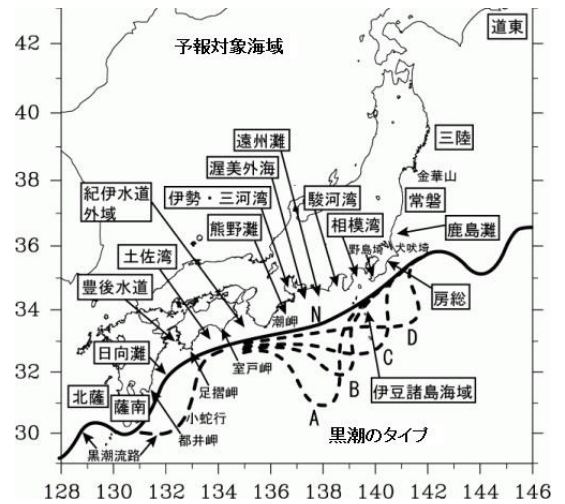 道東
42
予報対象海域
40
三陸
遠州灘
金華山
渥美外海
38
紀伊水道
外域
伊勢・三河湾
駿河湾
常磐
熊野灘
相模湾
鹿島灘
36
野島埼
犬吠埼
土佐湾
豊後水道
房総
34
潮岬
N
D
日向灘
室戸岬
C
32
足摺岬
B
伊豆諸島海域
北薩
薩南
小蛇行
A
都井岬
30
黒潮流路
黒潮のタイプ
128 130 132 134 136 138 140 142 144 146